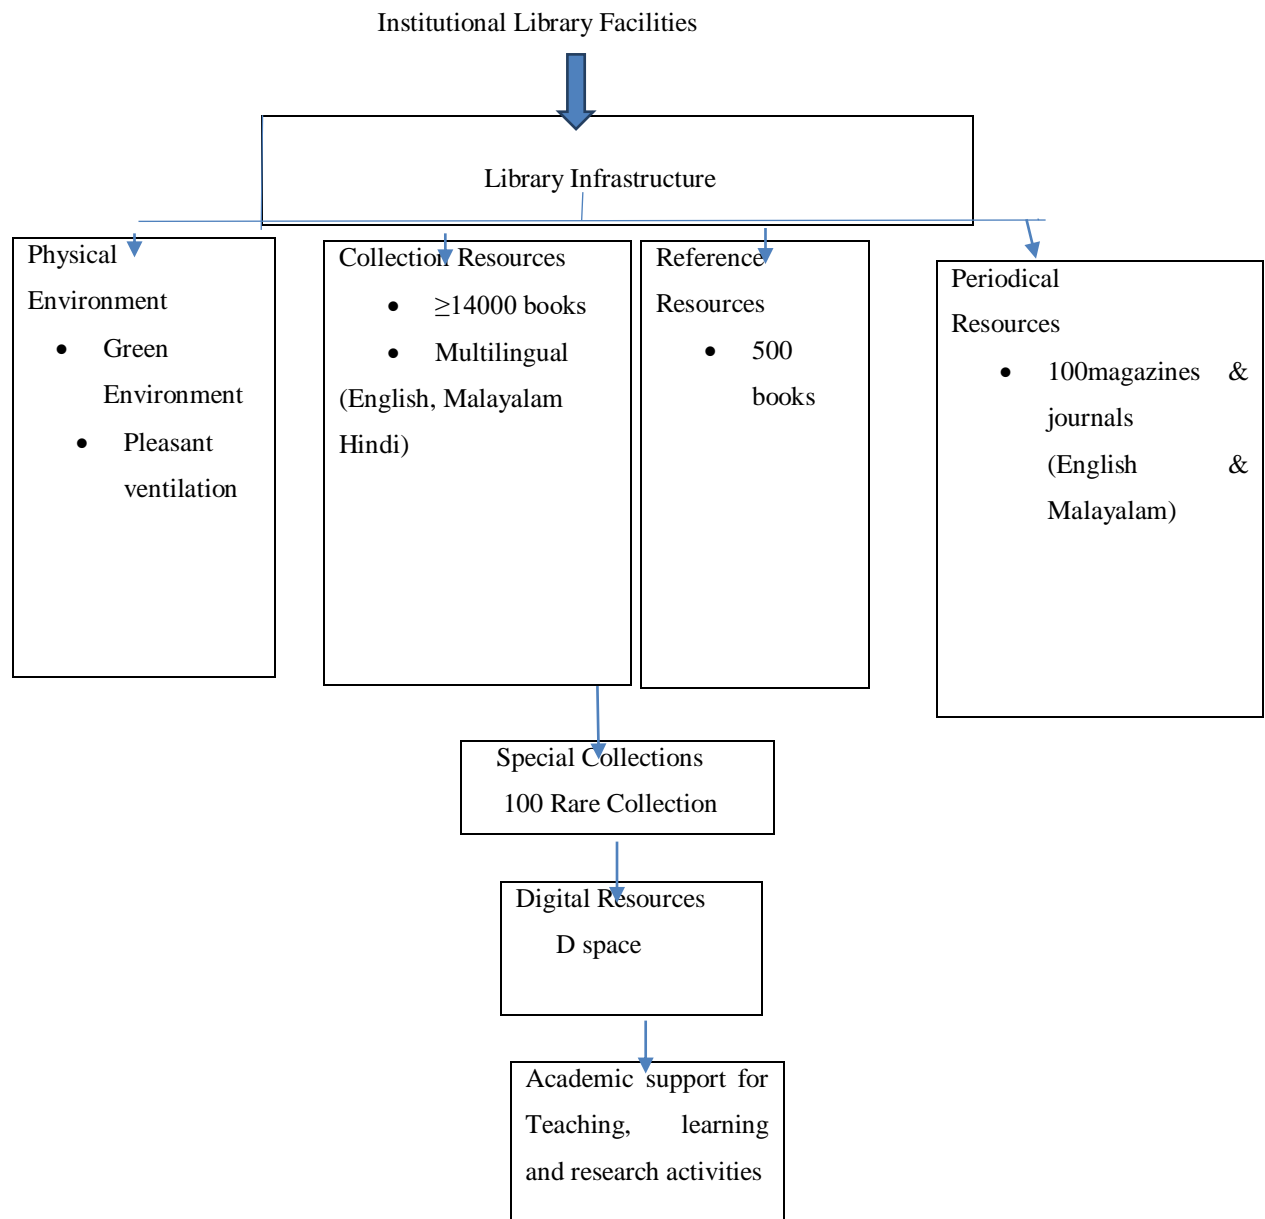 Institutional Library Facilities
Library Infrastructure
Physical
Environment
• Green
Environment
• Pleasant
ventilation
Collection Resources
• ≥14000 books
• Multilingual
(English, Malayalam
Hindi)
Reference
Resources
• 500
books
Periodical
Resources
• 100magazines &
journals
(English &
Malayalam)
Special Collections
100 Rare Collection
Digital Resources
D space
Academic support for
Teaching, learning
and research activities